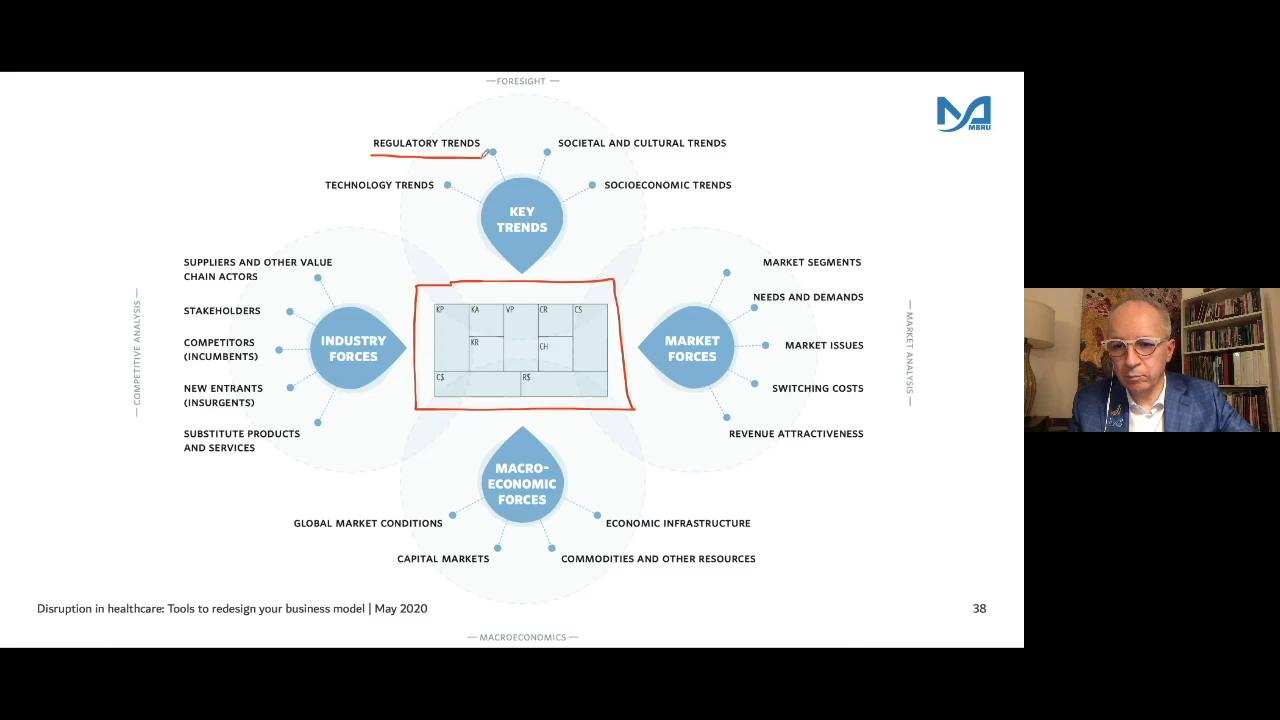 —FORESIGHT —
MBRU
REGULATORY TRENDS
SOCIETAL AND CULTURAL TRENDS
TECHNOLOGY TRENDS
SOCIOECONOMIC TRENDS
KEY
TRENDS
SUPPLIERS AND OTHER VALUE
CHAIN ACTORS
STAKEHOLDERS
COMPETITORS
(INCUMBENTS)
NEW ENTRANTS
(INSURGENTS)
SUBSTITUTE PRODUCTS
AND SERVICES
— COMPETITIVE ANALYSIS —
INDUSTRY
FORCES
KP
KA
VP
CR
CS
KR
CH
C$
R$
MARKET
FORCES
MARKET SEGMENTS
NEEDS AND DEMANDS
MARKET ISSUES
SWITCHING COSTS
REVENUE ATTRACTIVENESS
— MARKET ANALYSIS —
MACRO-
ECONOMIC
FORCES
GLOBAL MARKET CONDITIONS
ECONOMIC INFRASTRUCTURE
CAPITAL MARKETS
COMMODITIES AND OTHER RESOURCES
Disruption in healthcare: Tools to redesign your business model | May 2020
38
— MACROECONOMICS —